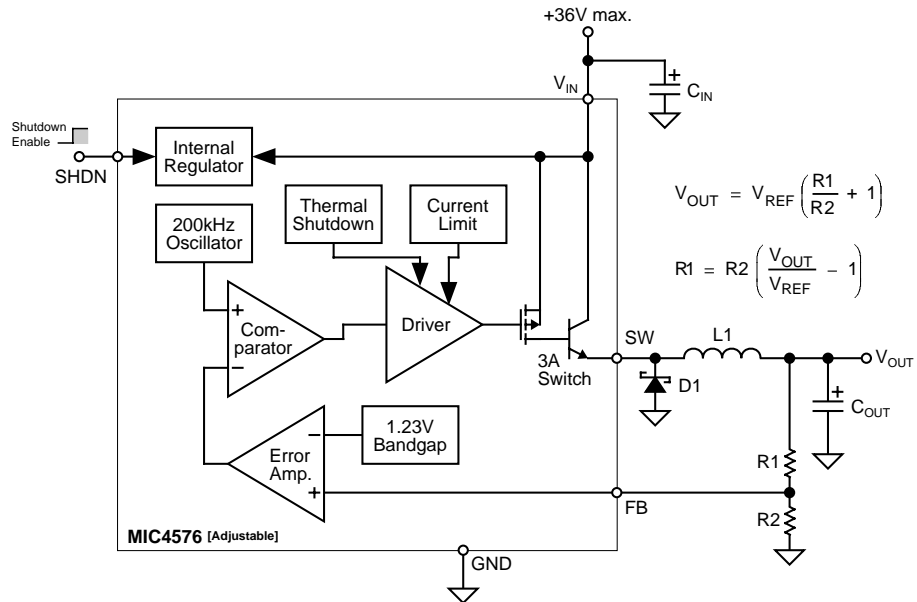 +36V max.
VIN
CIN
Shutdown
Enable
SHDN
Internal
Regulator
200kHz
Oscillator
Thermal
Shutdown
Current
Limit
VOUT = VREF (R1/R2 + 1)
R1 = R2 (VOUT/VREF − 1)
+
Com-
parator
−
Driver
3A
Switch
SW
L1
VOUT
D1
+
COUT
1.23V
Bandgap
−
Error
Amp.
+
R1
FB
R2
MIC4576 [Adjustable]
GND
+